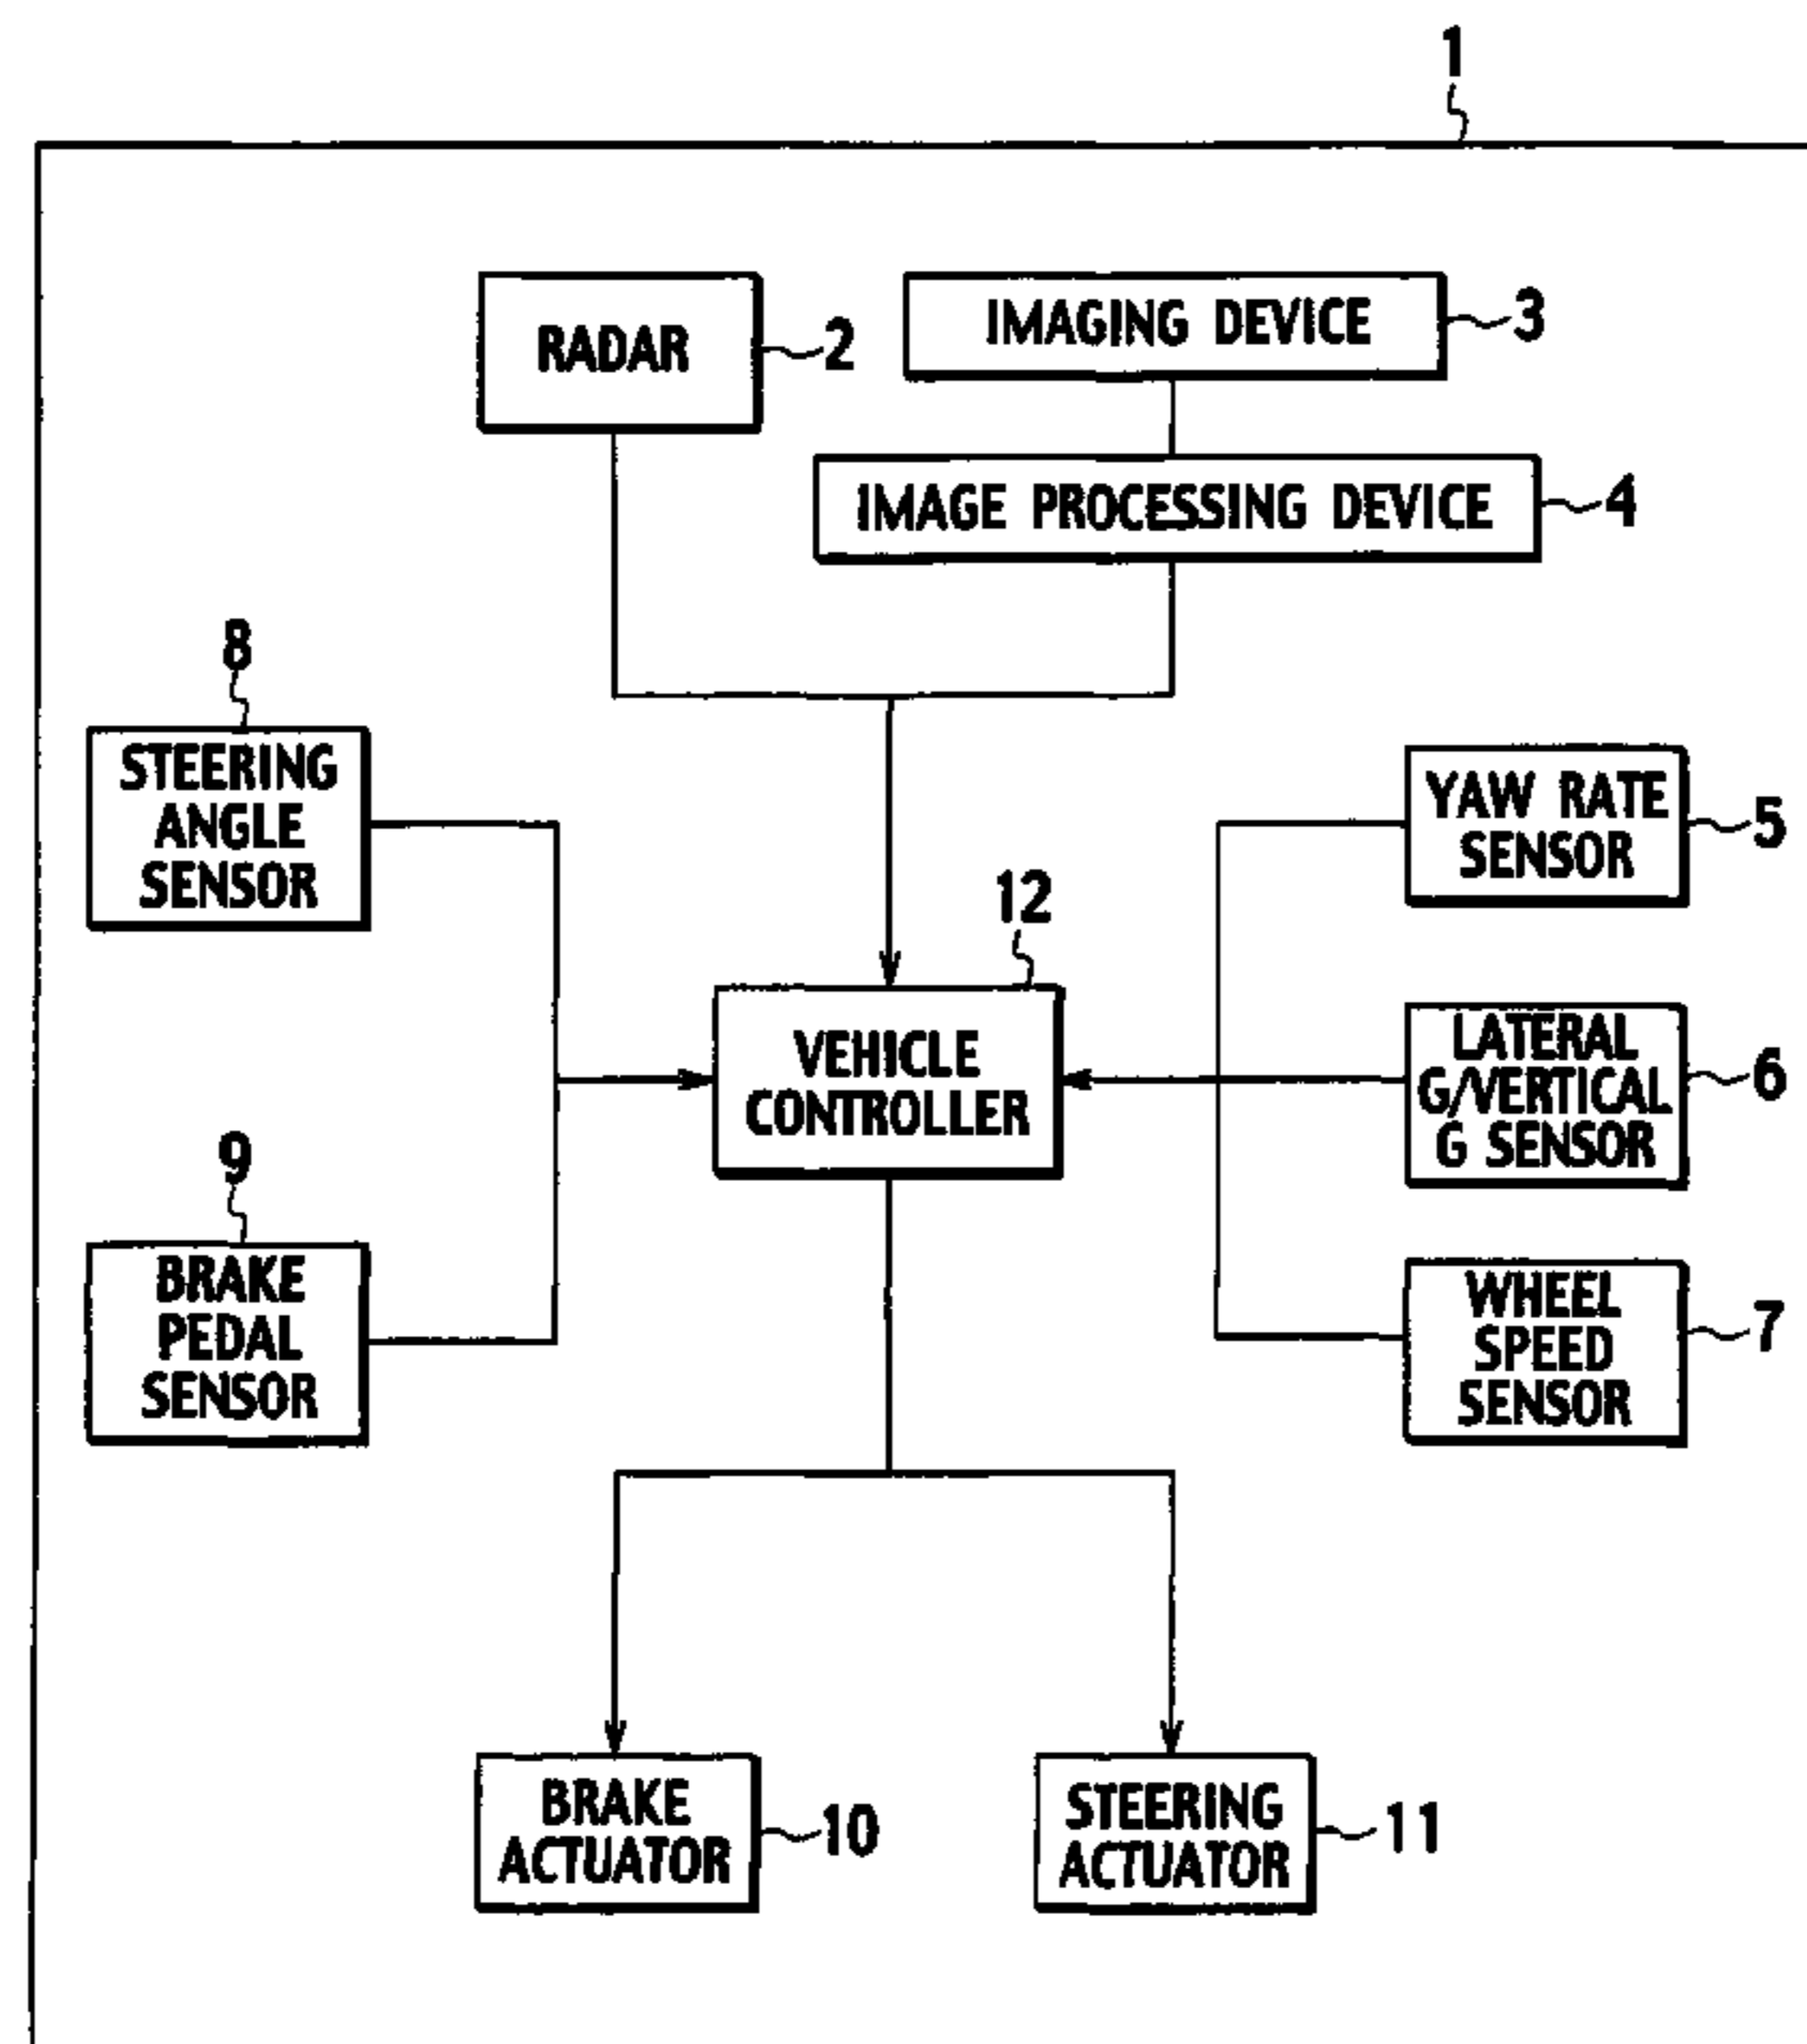 1
RADAR
2
IMAGING DEVICE
3
IMAGE PROCESSING DEVICE
4
8
STEERING
ANGLE
SENSOR
YAW RATE
SENSOR
5
12
VEHICLE
CONTROLLER
LATERAL
G/VERTICAL
G SENSOR
6
9
BRAKE
PEDAL
SENSOR
WHEEL
SPEED
SENSOR
7
BRAKE
ACTUATOR
10
STEERING
ACTUATOR
11